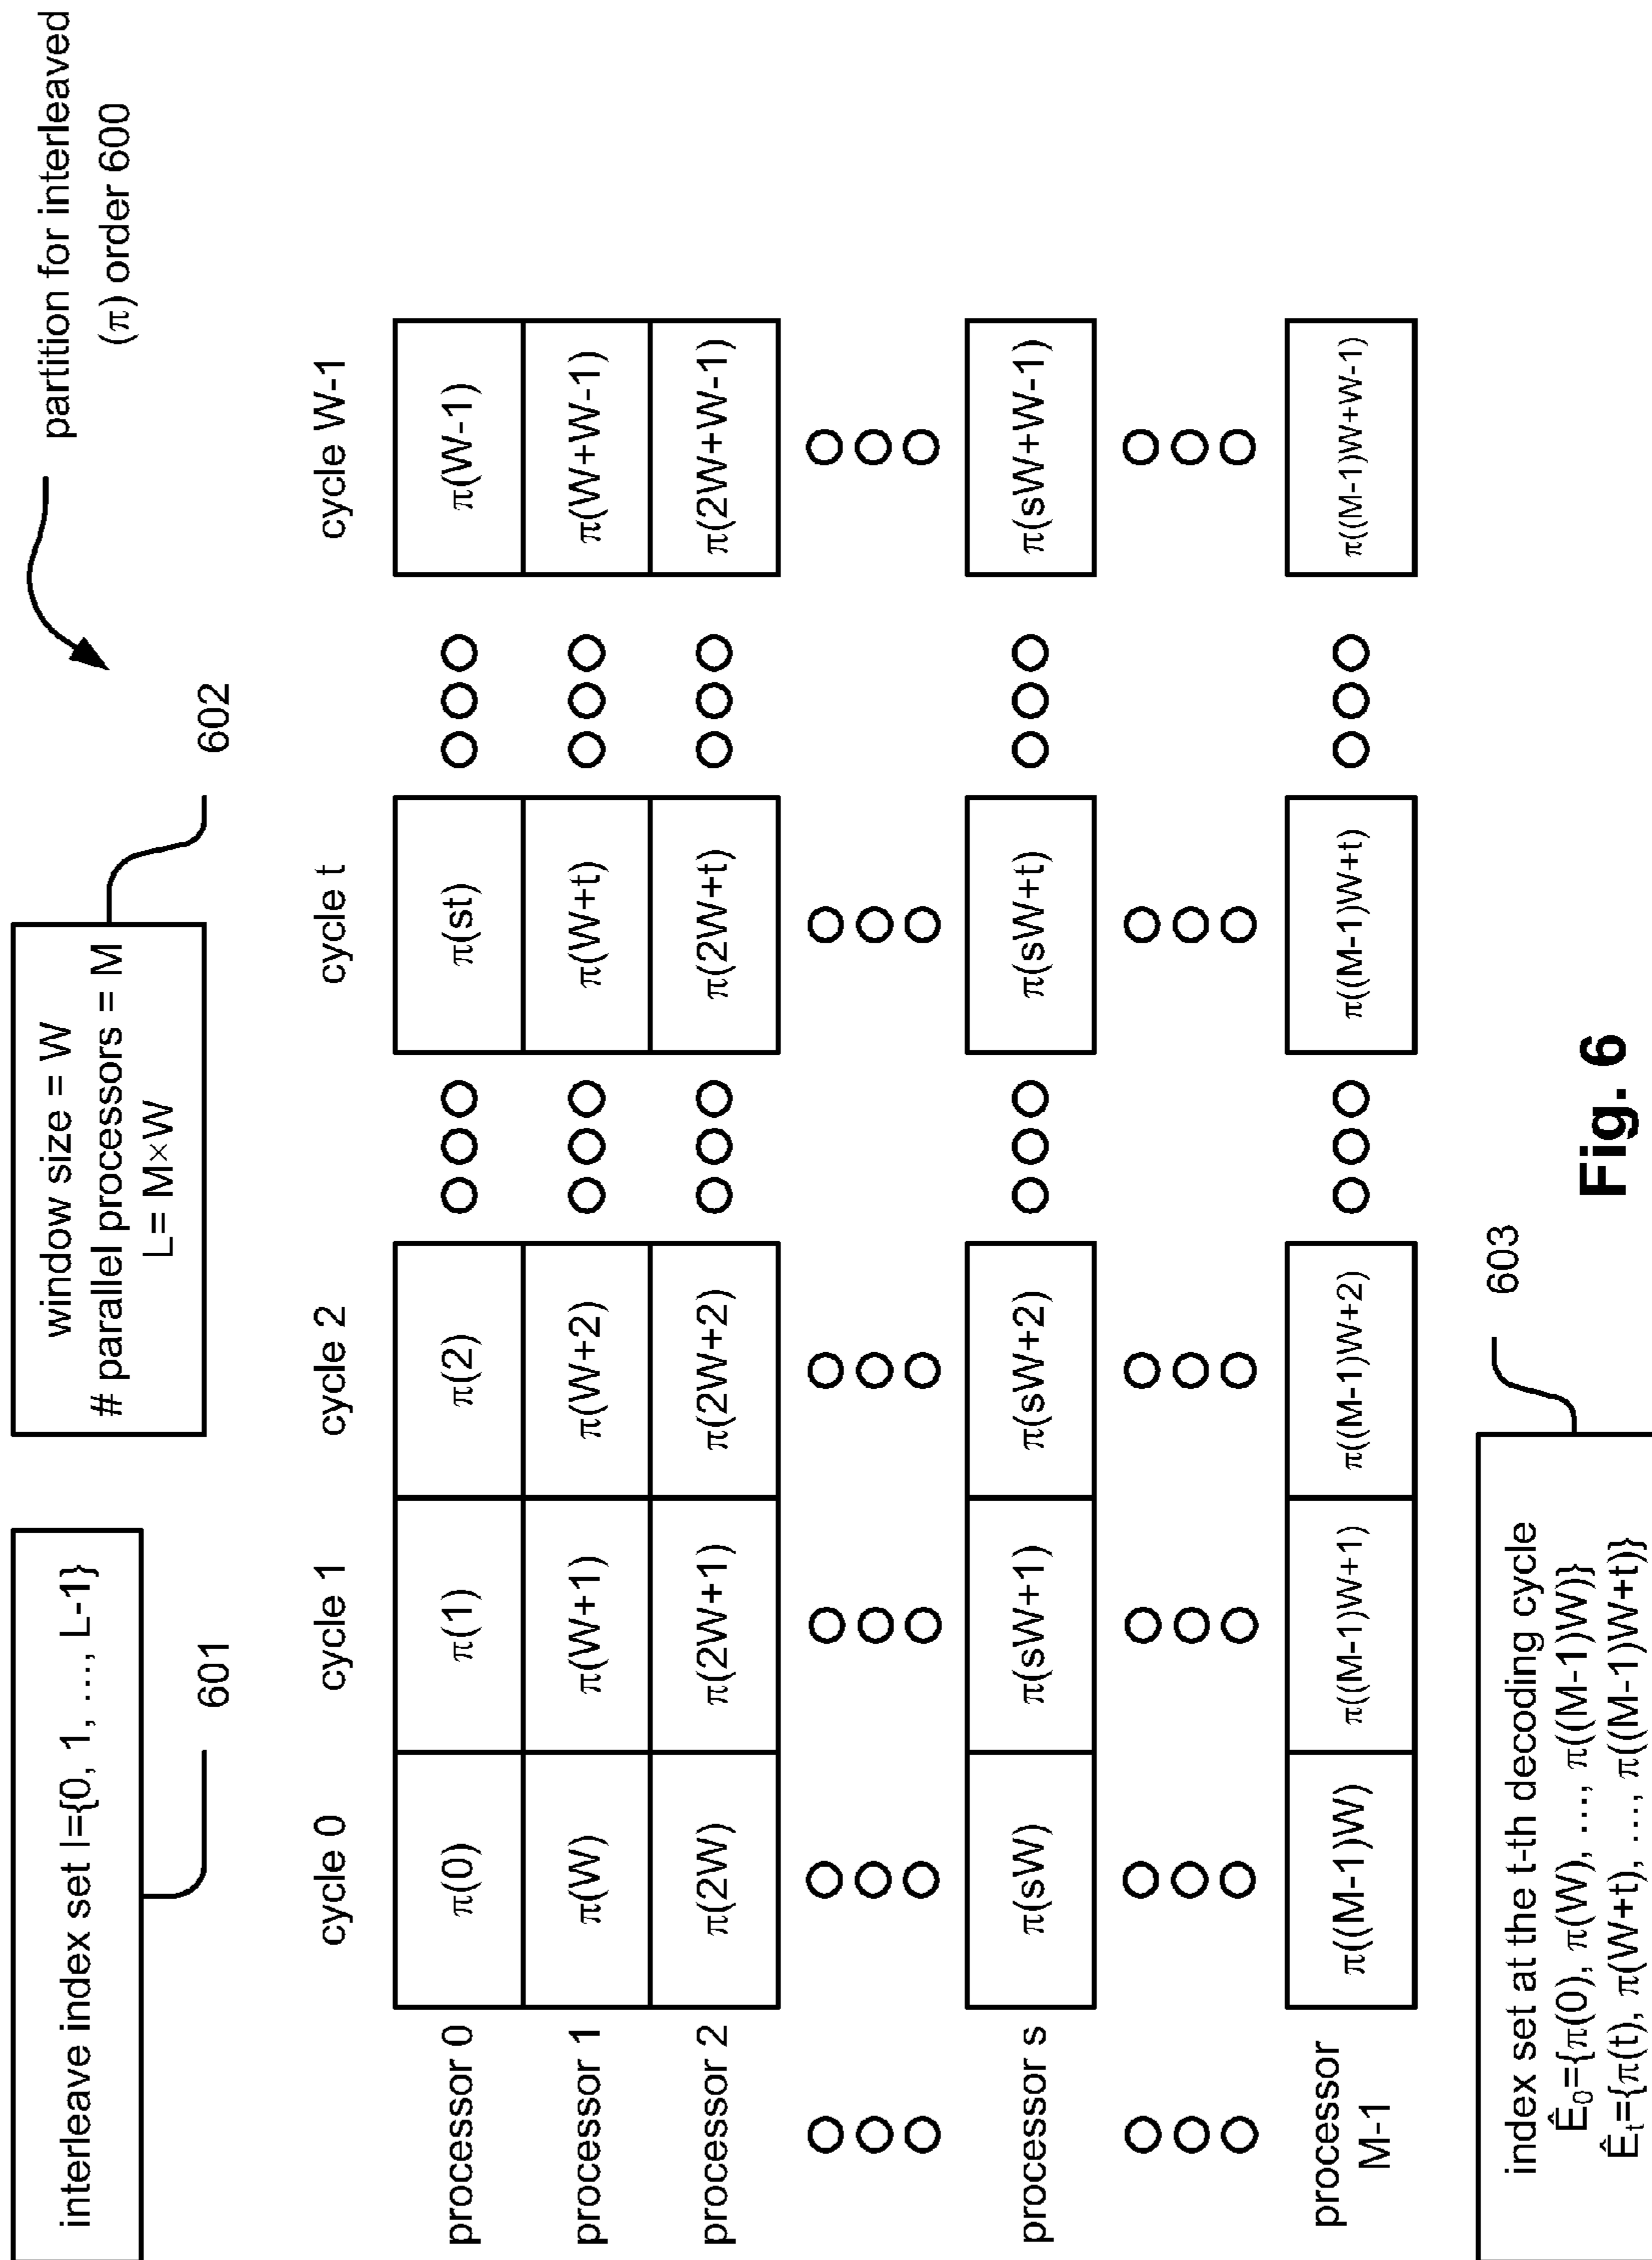 partition for interleaved
(π) order 600
interleave index set I={0, 1, ..., L-1}
601
window size = W
# parallel processors = M
L= M×W
602
cycle 0 cycle 1 cycle 2 cycle t cycle W-1
processor 0 π(0) π(1) π(2) π(st) π(W-1)
processor 1 π(W) π(W+1) π(W+2) π(W+t) π(W+W-1)
processor 2 π(2W) π(2W+1) π(2W+2) π(2W+t) π(2W+W-1)
processor s π(sW) π(sW+1) π(sW+2) π(sW+t) π(sW+W-1)
processor
M-1 π((M-1)W) π((M-1)W+1) π((M-1)W+2) π((M-1)W+t) π((M-1)W+W-1)
index set at the t-th decoding cycle
Ê₀={π(0), π(W), ..., π((M-1)W)}
Êₜ={π(t), π(W+t), ..., π((M-1)W+t)}
603
Fig. 6